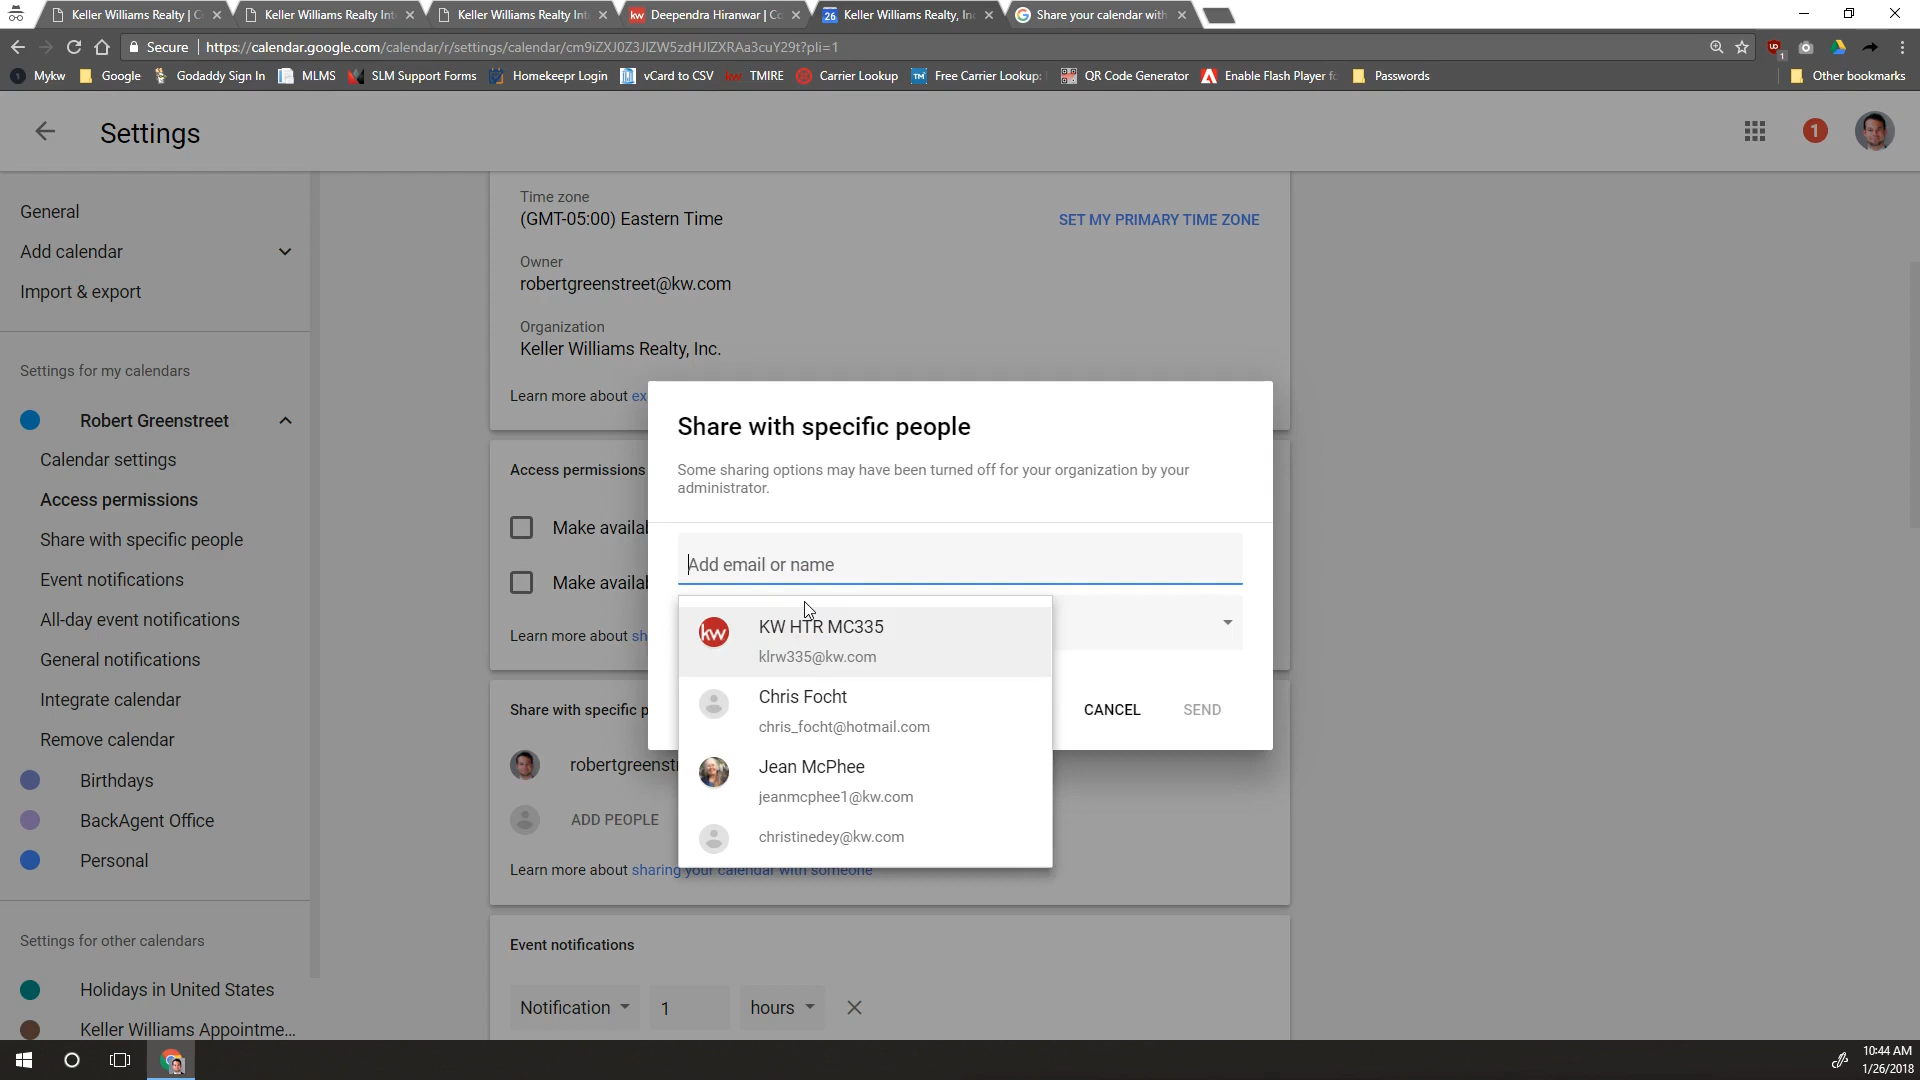 Keller Williams Realty | C
Keller Williams Realty Int
Keller Williams Realty Int
kw Deependra Hiranwar | C
26 Keller Williams Realty, In
Share your calendar with
Secure | https://calendar.google.com/calendar/r/settings/calendar/cm9iZXJ0Z3JlZW5zdHJlZXRAa3cuY29t?pli=1
Mykw
Google
Godaddy Sign In
MLMS
SLM Support Forms
Homekeepr Login
vCard to CSV
kw TMIRE
Carrier Lookup
TM Free Carrier Lookup:
QR Code Generator
Enable Flash Player fo
Passwords
Other bookmarks
Settings
1
General
Add calendar
Import & export
Settings for my calendars
Robert Greenstreet
Calendar settings
Access permissions
Share with specific people
Event notifications
All-day event notifications
General notifications
Integrate calendar
Remove calendar
Birthdays
BackAgent Office
Personal
Settings for other calendars
Holidays in United States
Keller Williams Appointme...
Time zone
(GMT-05:00) Eastern Time
SET MY PRIMARY TIME ZONE
Owner
robertgreenstreet@kw.com
Organization
Keller Williams Realty, Inc.
Learn more about ex
Access permissions
Make availal
Make availal
Learn more about sh
Share with specific p
robertgreenstr
ADD PEOPLE
Learn more about sharing your calendar with someone
Event notifications
Notification
1
hours
Share with specific people
Some sharing options may have been turned off for your organization by your
administrator.
Add email or name
kw
KW HTR MC335
klrw335@kw.com
Chris Focht
chris_focht@hotmail.com
Jean McPhee
jeanmcphee1@kw.com
christinedey@kw.com
CANCEL
SEND
10:44 AM
1/26/2018